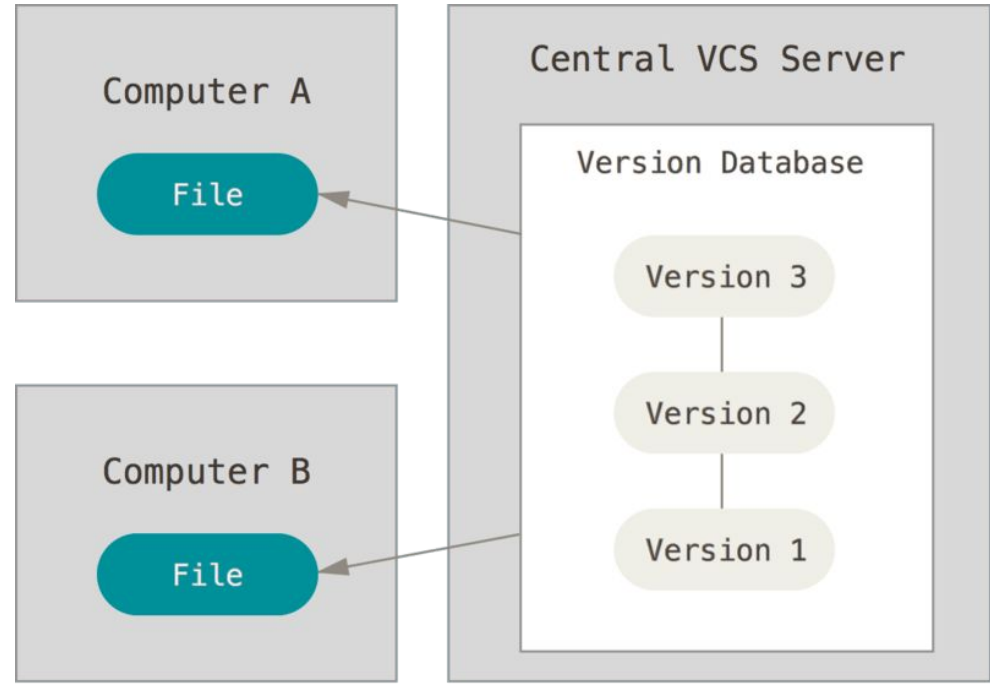 Computer A
File
Computer B
File
Central VCS Server
Version Database
Version 3
Version 2
Version 1